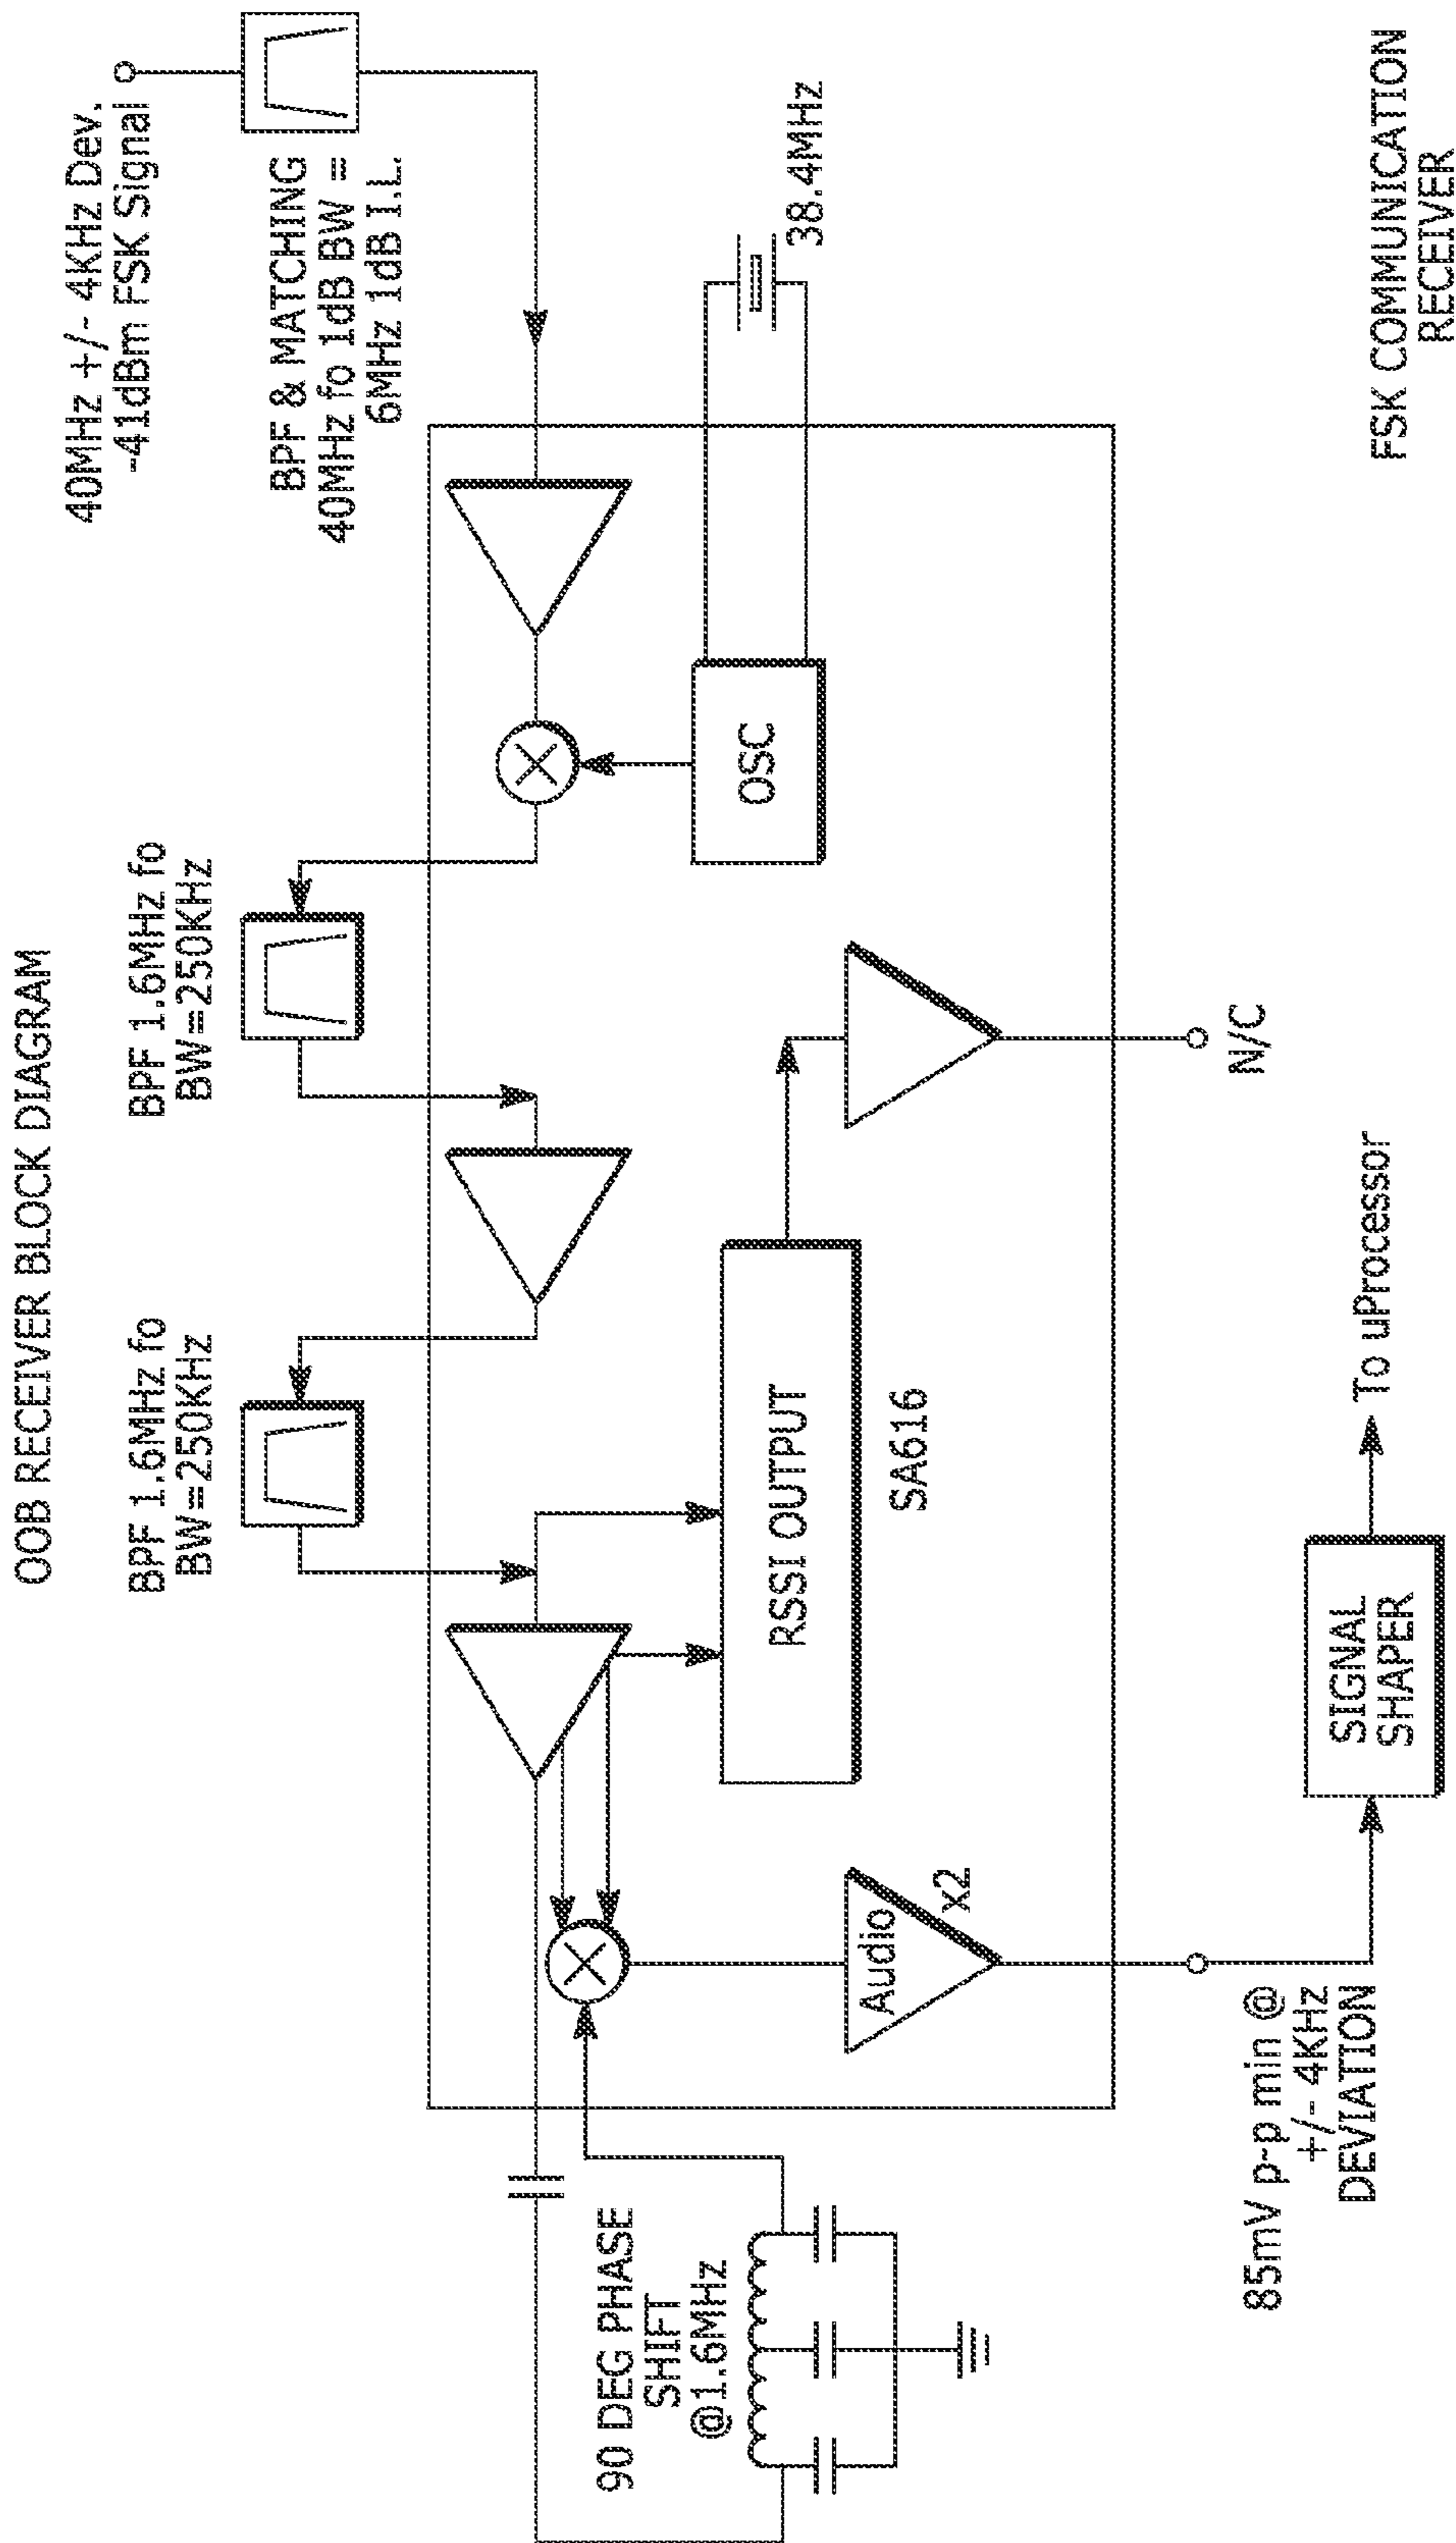 OOB RECEIVER BLOCK DIAGRAM
40MHz +/- 4KHz Dev.
-41dBm FSK Signal
BPF & MATCHING
40MHz fo 1dB BW =
6MHz 1dB I.L.
BPF 1.6MHz fo
BW=250KHz
BPF 1.6MHz fo
BW=250KHz
38.4MHz
OSC
RSSI OUTPUT
SA616
N/C
90 DEG PHASE
SHIFT
@1.6MHz
Audio
x2
85mV p-p min @
+/- 4KHz
DEVIATION
SIGNAL
SHAPER
To uProcessor
FSK COMMUNICATION
RECEIVER